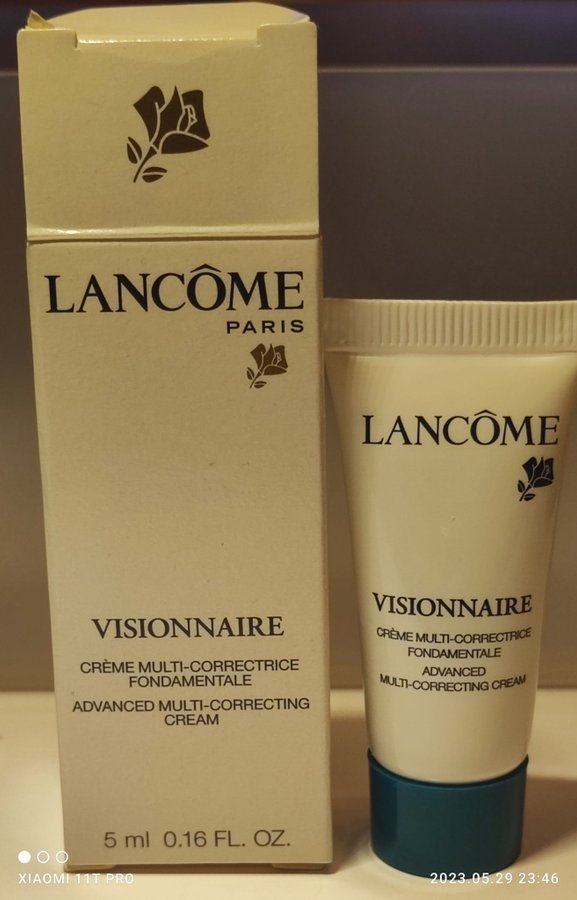 LANCÔME
PARIS
VISIONNAIRE
CRÈME MULTI-CORRECTRICE
FONDAMENTALE
ADVANCED MULTI-CORRECTING
CREAM
5 ml 0.16 FL. OZ.
LANCÔME
VISIONNAIRE
CRÈME MULTI-CORRECTRICE
FONDAMENTALE
ADVANCED
MULTI-CORRECTING CREAM
XIAOMI 11T PRO
2023.05.29 23:46